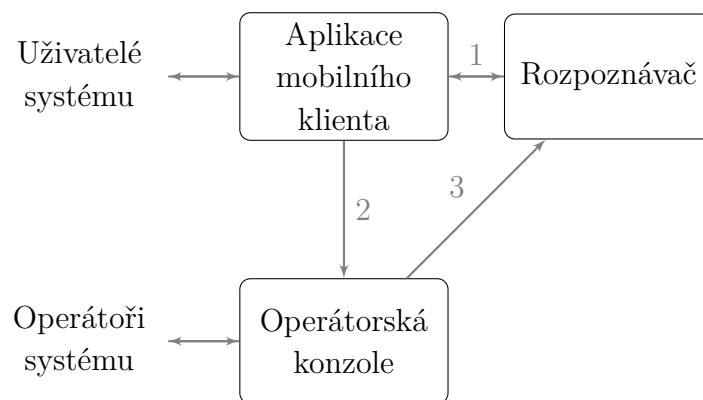 Uživatelé
systému
Aplikace
mobilního
klienta
1
Rozpoznávač
2
3
Operátoři
systému
Operátorská
konzole